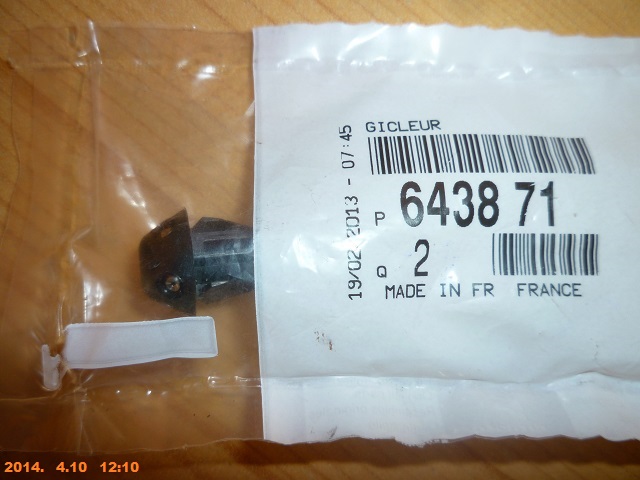 GICLEUR
19/02/2013 - 07:45
P 6438 71
Q 2
MADE IN FR FRANCE
2014. 4.10 12:10